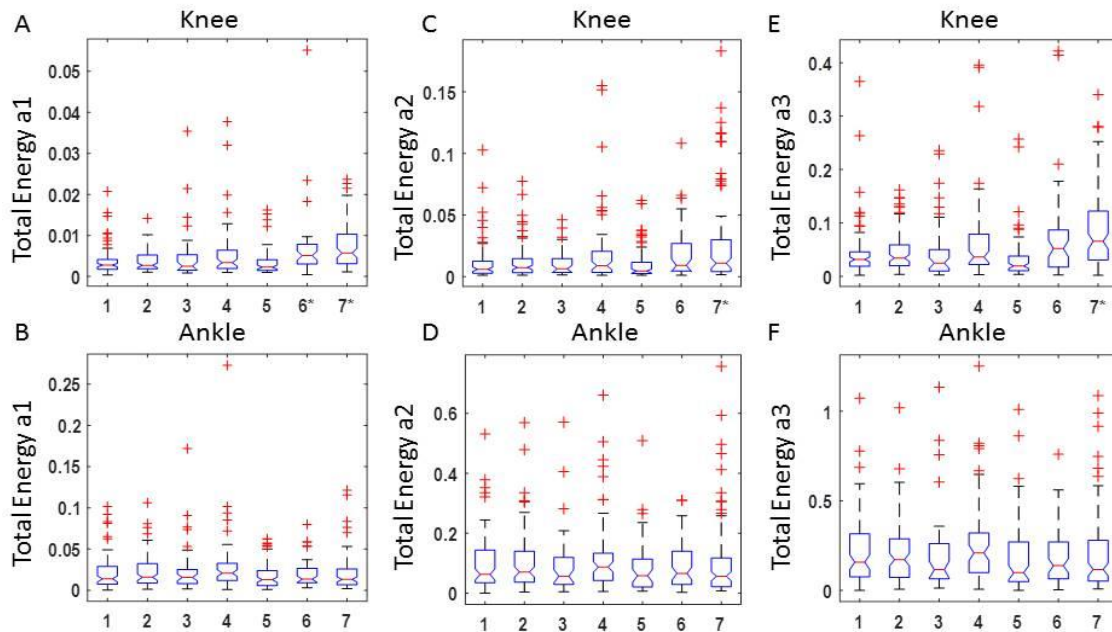 A Knee C Knee E Knee
Total Energy a1
0.05
0.04
0.03
0.02
0.01
0
1 2 3 4 5 6* 7*
Total Energy a2
0.15
0.1
0.05
0
1 2 3 4 5 6 7*
Total Energy a3
0.4
0.3
0.2
0.1
0
1 2 3 4 5 6 7*
B Ankle D Ankle F Ankle
Total Energy a1
0.25
0.2
0.15
0.1
0.05
0
1 2 3 4 5 6 7
Total Energy a2
0.6
0.4
0.2
0
1 2 3 4 5 6 7
Total Energy a3
1
0.5
0
1 2 3 4 5 6 7